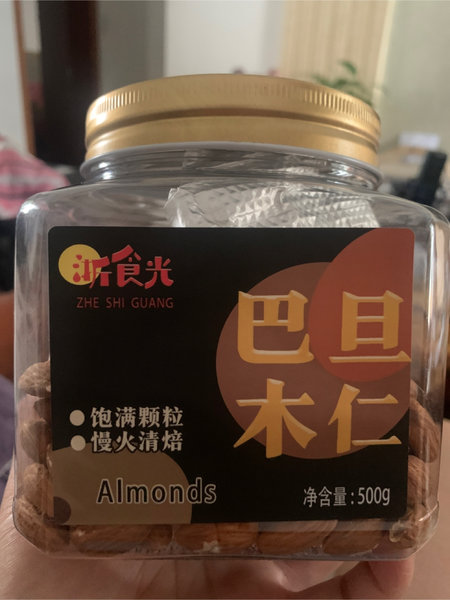 浙食光
ZHE SHI GUANG
巴旦
木仁
●饱满颗粒
●慢火清焙
Almonds
净含量:500g